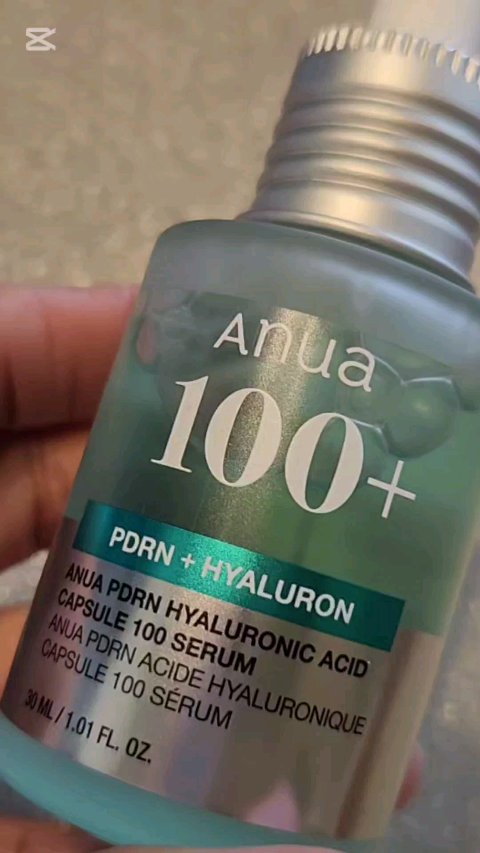 Anua
100+
PDRN + HYALURON
ANUA PDRN HYALURONIC ACID
CAPSULE 100 SERUM
ANUA PDRN ACIDE HYALURONIQUE
CAPSULE 100 SÉRUM
30 ML / 1.01 FL. OZ.